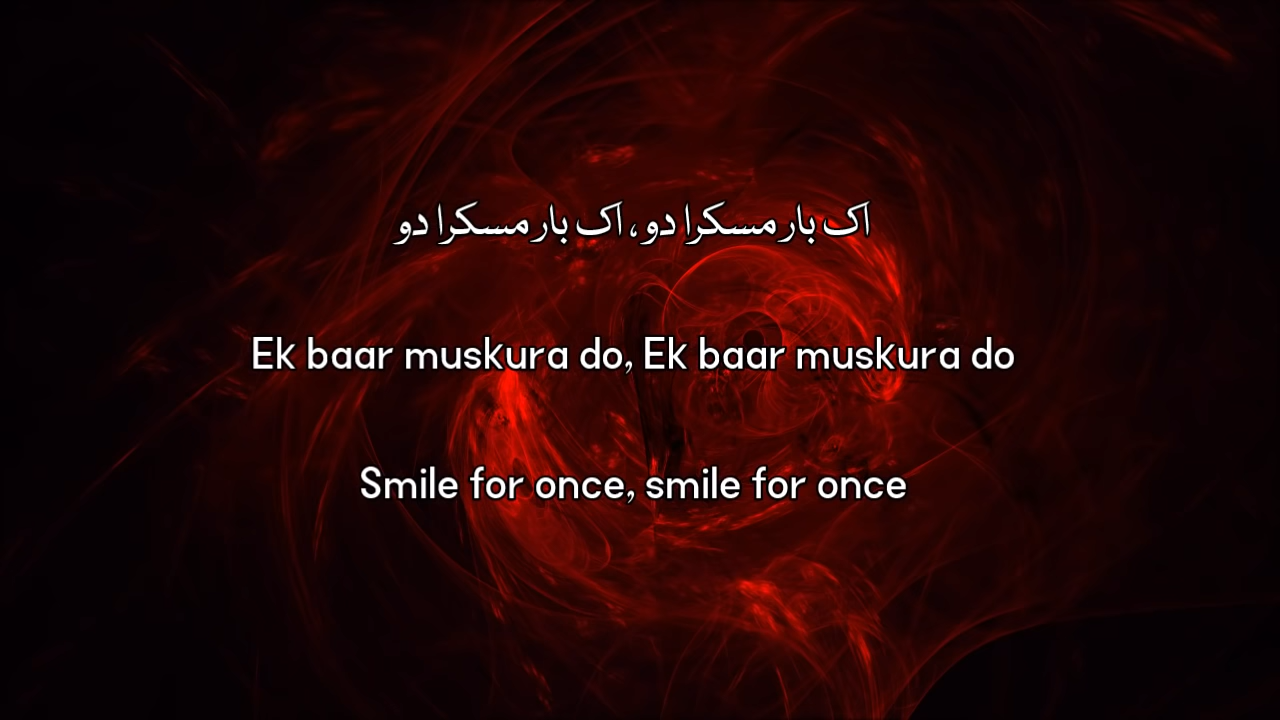 اک بار مسکرا دو، اک بار مسکرا دو
Ek baar muskura do, Ek baar muskura do
Smile for once, smile for once